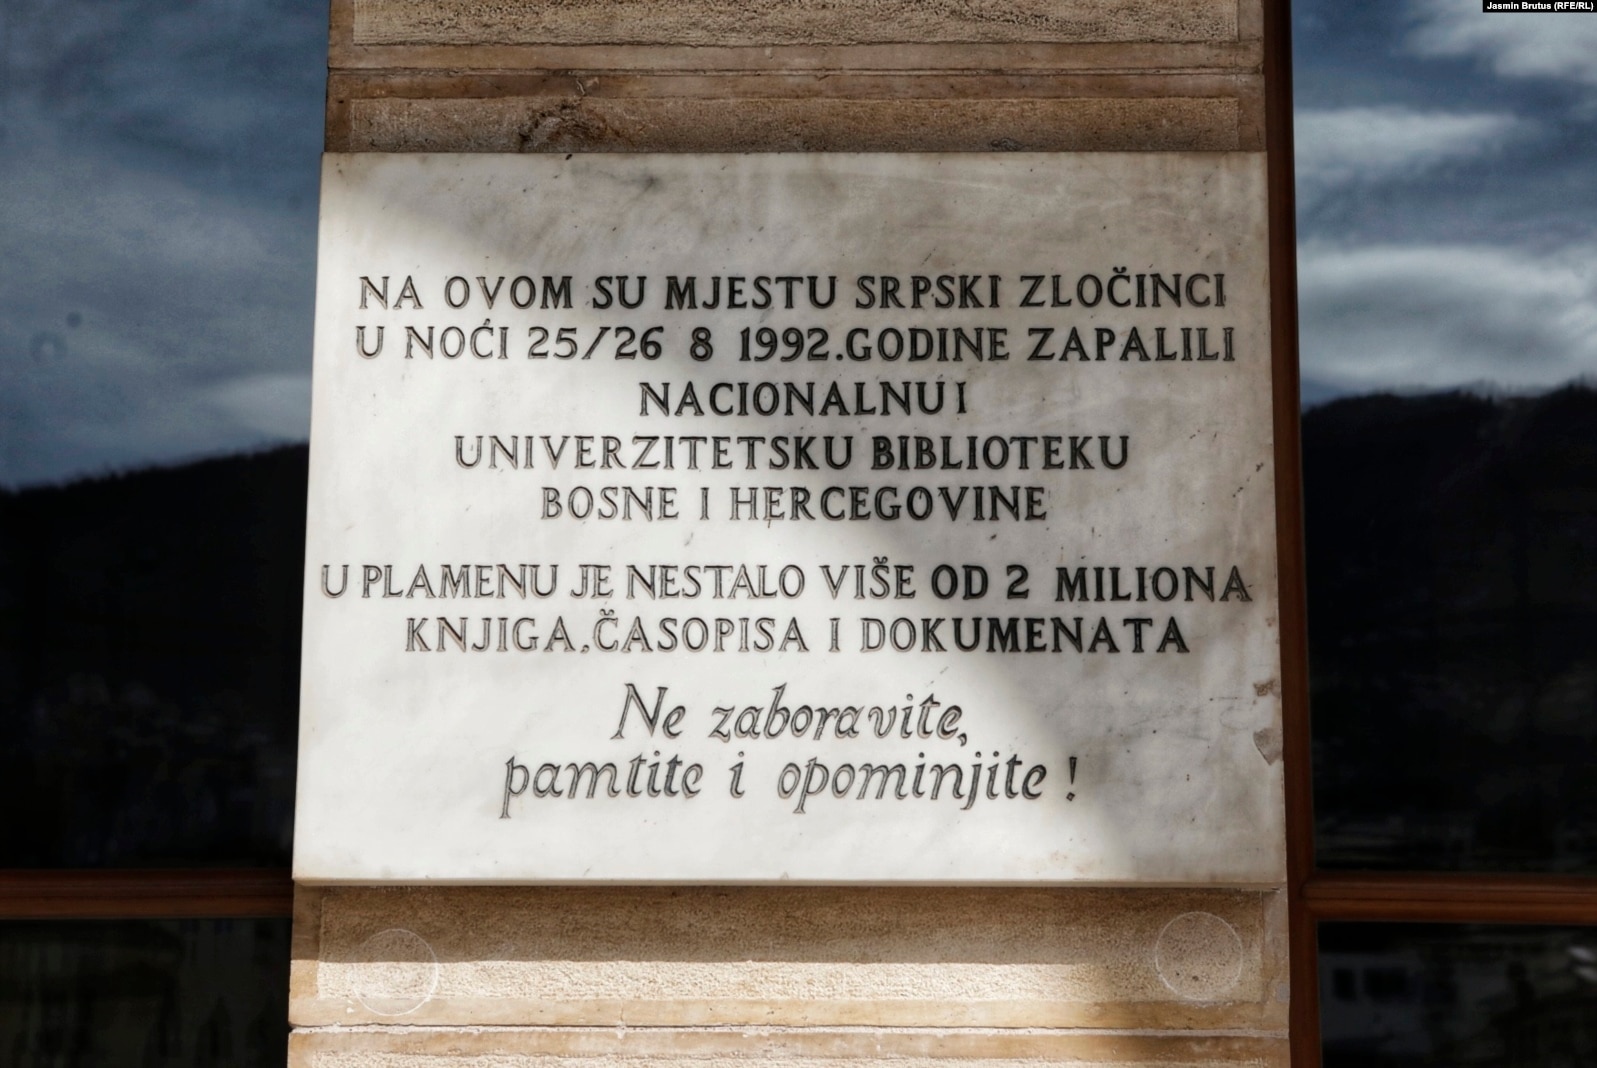 Jasmin Brutus (RFE/RL)
NA OVOM SU MJESTU SRPSKI ZLOČINCI
U NOĆI 25/26 8 1992.GODINE ZAPALILI
NACIONALNU I
UNIVERZITETSKU BIBLIOTEKU
BOSNE I HERCEGOVINE
U PLAMENU JE NESTALO VIŠE OD 2 MILIONA
KNJIGA,ČASOPISA I DOKUMENATA
Ne zaboravite,
pamtite i opominjite !